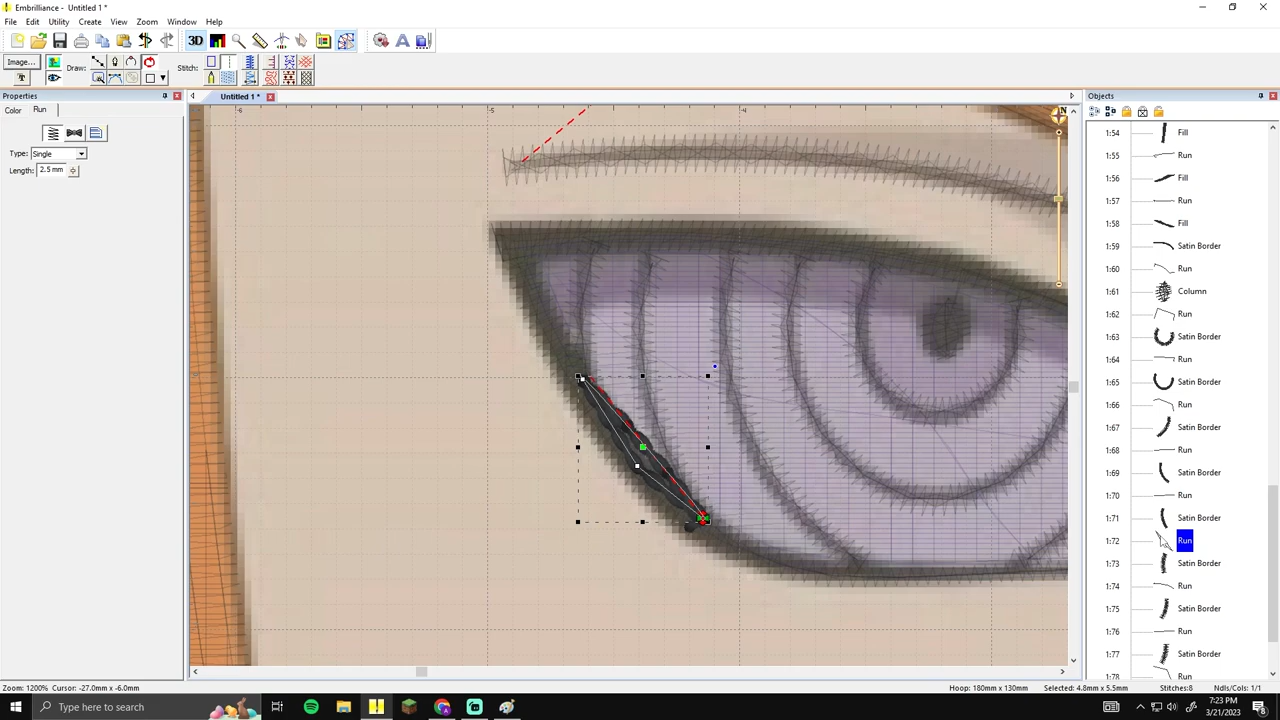 Embrilliance - Untitled 1 *
File Edit Utility Create View Zoom Window Help
3D
Image... Draw: Stitch:
Properties
Untitled 1 *
Objects
Color Run
-6 -5 -4
N
Type: Single
Length: 2.5 mm
1:54 Fill
1:55 Run
1:56 Fill
1:57 Run
1:58 Fill
1:59 Satin Border
1:60 Run
1:61 Column
1:62 Run
1:63 Satin Border
1:64 Run
1:65 Satin Border
1:66 Run
1:67 Satin Border
1:68 Run
1:69 Satin Border
1:70 Run
1:71 Satin Border
1:72 Run
1:73 Satin Border
1:74 Run
1:75 Satin Border
1:76 Run
1:77 Satin Border
1:78 Run
Zoom: 1200% Cursor: -27.0mm x -6.0mm
Hoop: 180mm x 130mm Selected: 4.8mm x 5.5mm Stitches:8 Ndls/Cols: 1/1
Type here to search
7:23 PM
3/21/2023